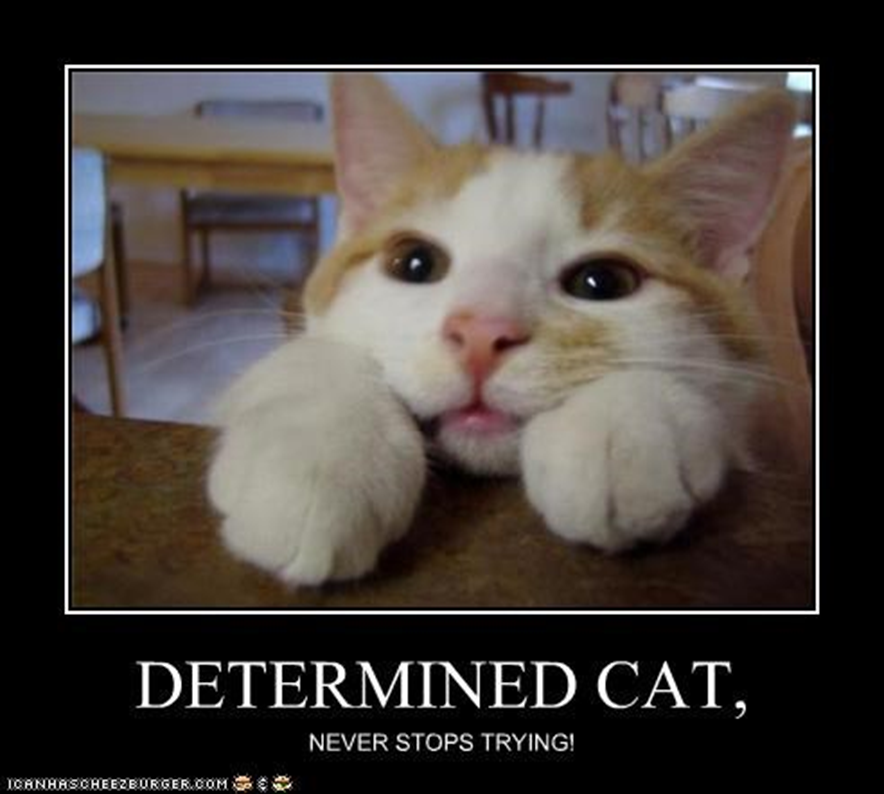 DETERMINED CAT,
NEVER STOPS TRYING!
ICANHASCHEEZBURGER.COM